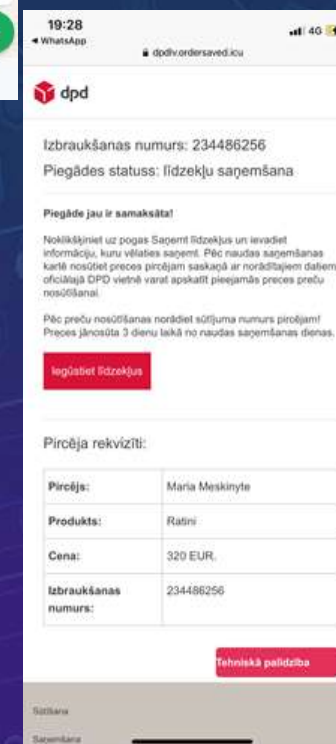 19:28
4G
◄ WhatsApp
dpdlv.ordersaved.icu
dpd
Izbraukšanas numurs: 234486256
Piegādes statuss: līdzekļu saņemšana
Piegāde jau ir samaksāta!
Noklikšķiniet uz pogas Saņemt līdzekļus un ievadiet
informāciju, kuru vēlaties saņemt. Pēc naudas saņemšanas
kartē nosūtiet preces pircējam saskaņā ar norādītajiem datiem
oficiālajā DPD vietnē varat apskatīt pieejamās preces preču
nosūtīšanai.
Pēc preču nosūtīšanas norādiet sūtījuma numurs pircējam!
Preces jānosūta 3 dienu laikā no naudas saņemšanas dienas.
Iegūstiet līdzekļus
Pircēja rekvizīti:
Pircējs: Maria Meskinyte
Produkts: Ratini
Cena: 320 EUR.
Izbraukšanas 234486256
numurs:
Tehniskā palīdzība
Sūtīšana
Saņemšana